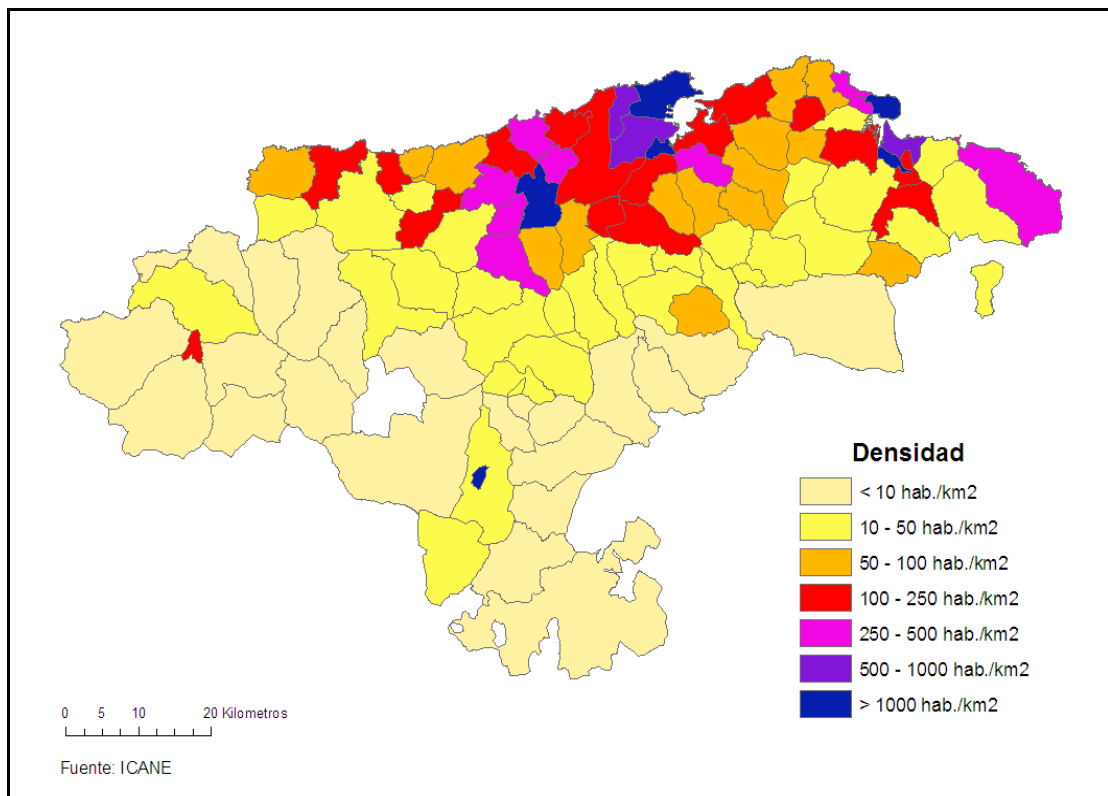 Densidad
< 10 hab./km2
10 - 50 hab./km2
50 - 100 hab./km2
100 - 250 hab./km2
250 - 500 hab./km2
500 - 1000 hab./km2
> 1000 hab./km2
0 5 10 20 Kilometros
Fuente: ICANE